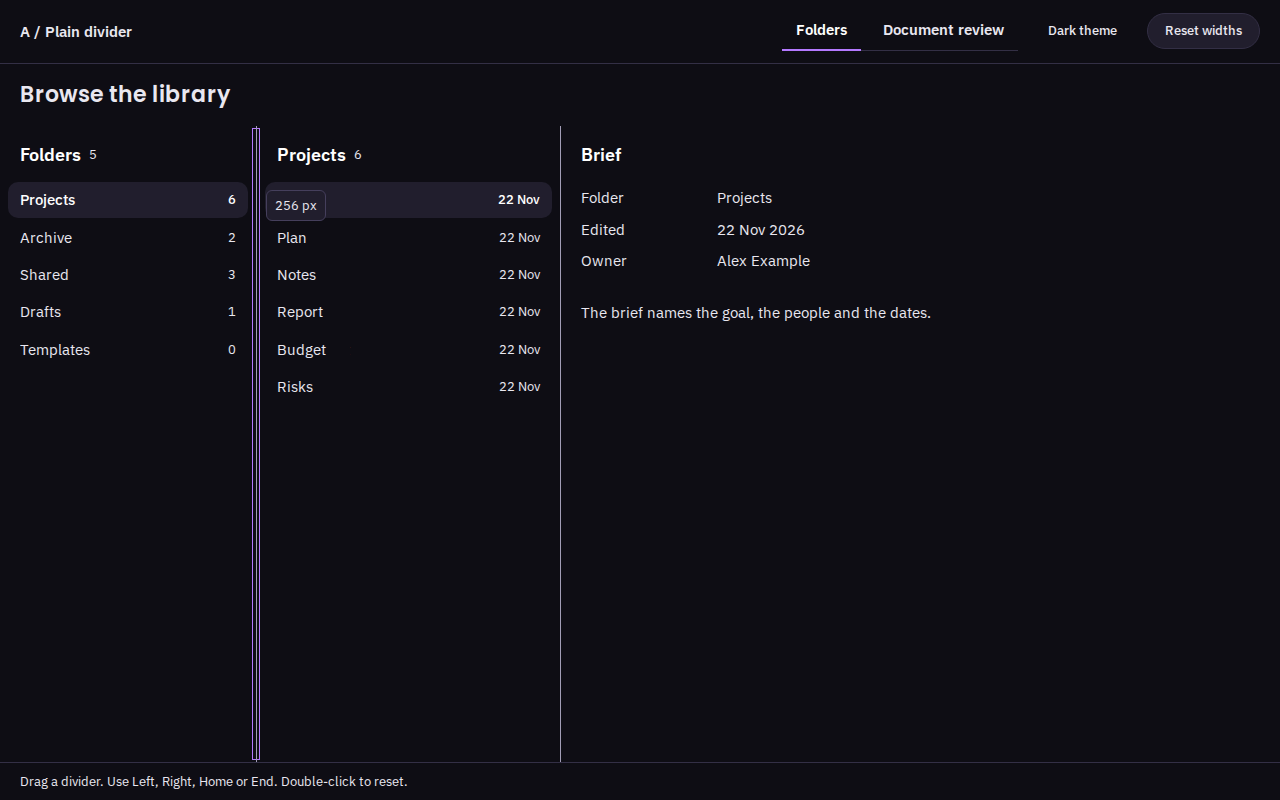 A / Plain divider
Folders
Document review
Dark theme
Reset widths
Browse the library
Folders 5
Projects 6
Archive 2
Shared 3
Drafts 1
Templates 0
Projects 6
256 px
22 Nov
Plan 22 Nov
Notes 22 Nov
Report 22 Nov
Budget 22 Nov
Risks 22 Nov
Brief
Folder Projects
Edited 22 Nov 2026
Owner Alex Example
The brief names the goal, the people and the dates.
Drag a divider. Use Left, Right, Home or End. Double-click to reset.